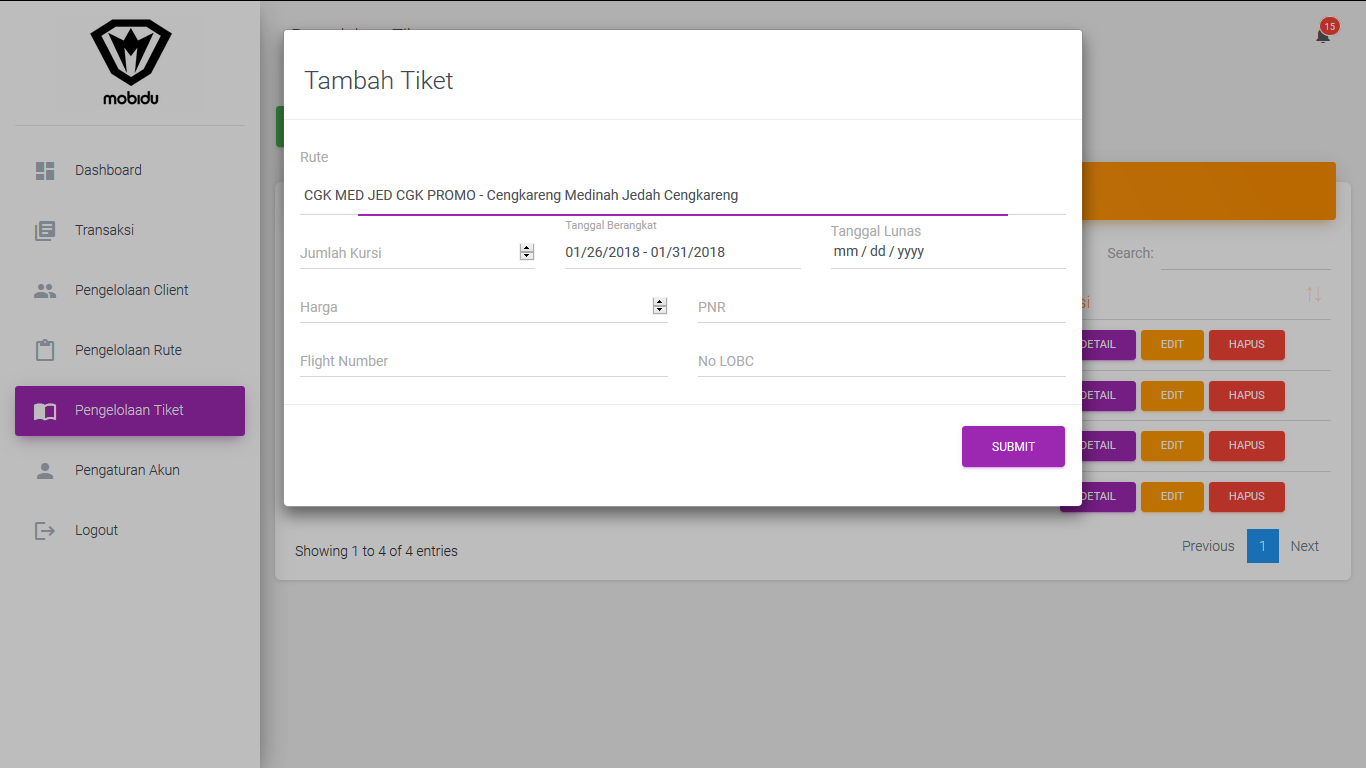 mobidu
Dashboard
Transaksi
Pengelolaan Client
Pengelolaan Rute
Pengelolaan Tiket
Pengaturan Akun
Logout
15
Tambah Tiket
Rute
CGK MED JED CGK PROMO - Cengkareng Medinah Jedah Cengkareng
Jumlah Kursi
Tanggal Berangkat
01/26/2018 - 01/31/2018
Tanggal Lunas
mm / dd / yyyy
Harga
PNR
Flight Number
No LOBC
SUBMIT
Search:
DETAIL EDIT HAPUS
DETAIL EDIT HAPUS
DETAIL EDIT HAPUS
DETAIL EDIT HAPUS
Showing 1 to 4 of 4 entries
Previous 1 Next